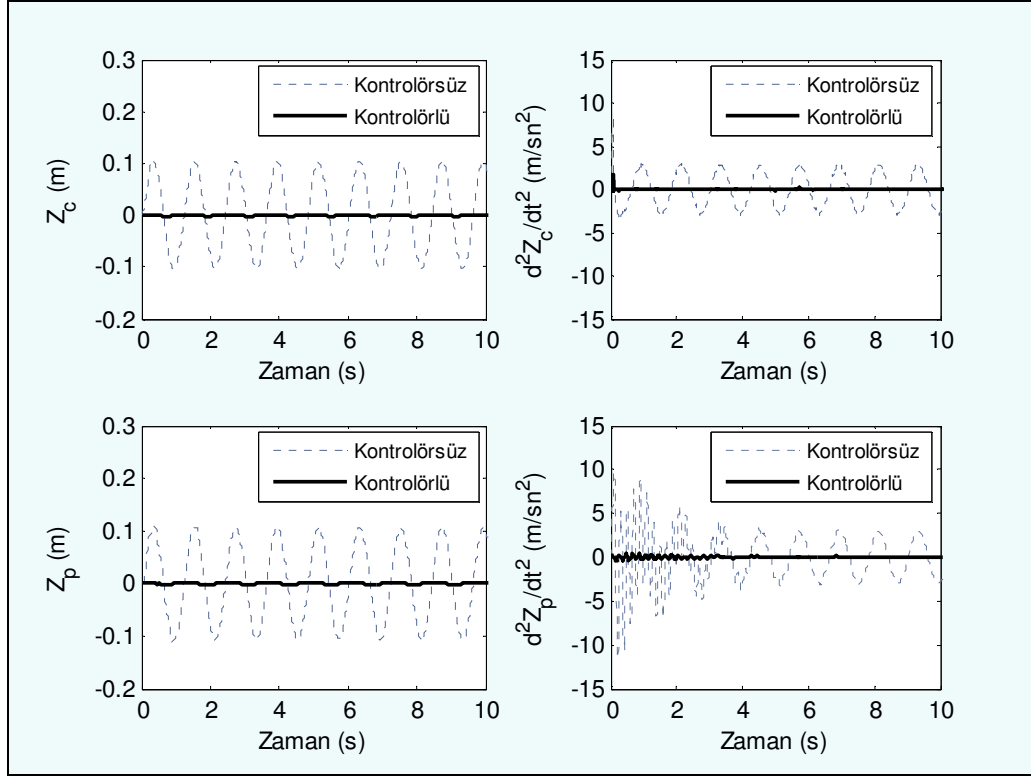 0.3
0.2
0.1
0
-0.1
-0.2
Z_c (m)
Kontrolörsüz
Kontrolörlü
0 2 4 6 8 10
Zaman (s)
15
10
5
0
-5
-10
-15
d²Z_c/dt² (m/sn²)
Kontrolörsüz
Kontrolörlü
0 2 4 6 8 10
Zaman (s)
0.3
0.2
0.1
0
-0.1
-0.2
Z_p (m)
Kontrolörsüz
Kontrolörlü
0 2 4 6 8 10
Zaman (s)
15
10
5
0
-5
-10
-15
d²Z_p/dt² (m/sn²)
Kontrolörsüz
Kontrolörlü
0 2 4 6 8 10
Zaman (s)